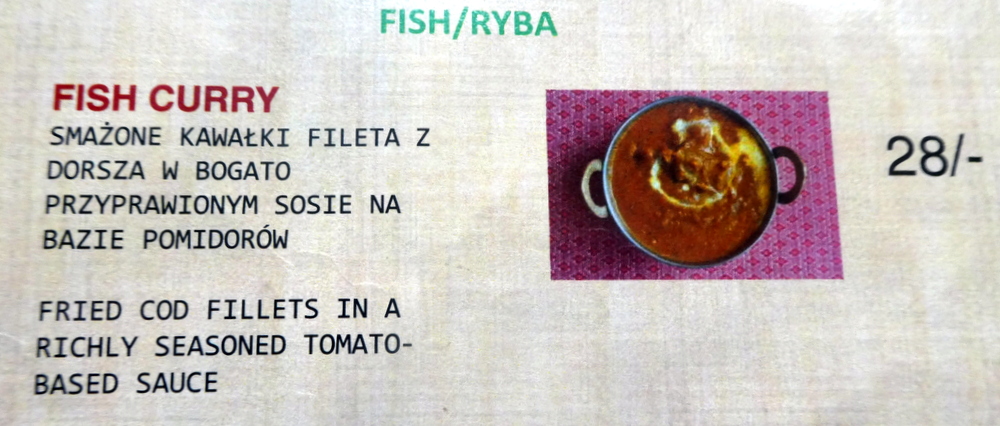 FISH/RYBA
FISH CURRY
SMAŻONE KAWAŁKI FILETA Z
DORSZA W BOGATO
PRZYPRAWIONYM SOSIE NA
BAZIE POMIDORÓW
28/-
FRIED COD FILLETS IN A
RICHLY SEASONED TOMATO-
BASED SAUCE